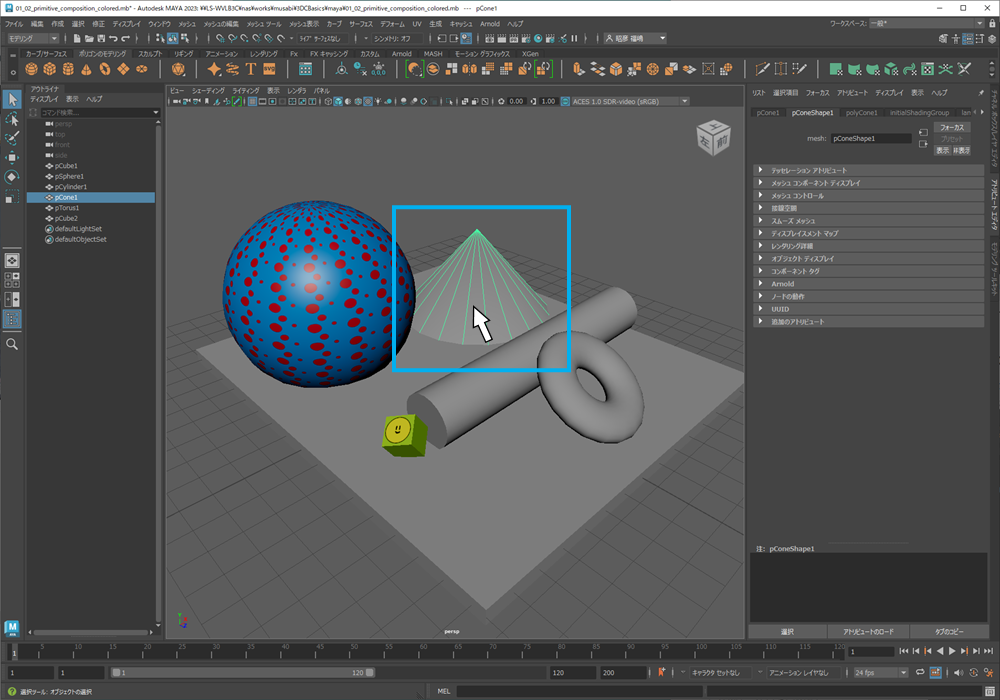 01_02_primitive_composition_colored.mb* - Autodesk MAYA 2023: ¥¥LS-WVLB3C¥nas¥works¥musabi¥3DCBasics¥maya¥01_02_primitive_composition_colored.mb --- pCone1
ファイル 編集 作成 選択 修正 ディスプレイ ウィンドウ メッシュ メッシュの編集 メッシュ ツール メッシュ表示 カーブ サーフェス デフォーム UV 生成 キャッシュ Arnold ヘルプ
ワークスペース: 一般*
モデリング
ライブ サーフェスなし
シンメトリ: オフ
カーブ/サーフェス ポリゴンのモデリング スカルプト リギング アニメーション レンダリング FX FX キャッシング カスタム Arnold MASH モーション グラフィックス XGen
アウトライナ
ディスプレイ 表示 ヘルプ
コマンド検索...
persp
top
front
side
pCube1
pSphere1
pCylinder1
pCone1
pTorus1
pCube2
defaultLightSet
defaultObjectSet
ビュー シェーディング ライティング 表示 レンダラ パネル
0.00
1.00
ACES 1.0 SDR-video (sRGB)
左 前
persp
リスト 選択項目 フォーカス アトリビュート ディスプレイ 表示 ヘルプ
pCone1 pConeShape1 polyCone1 initialShadingGroup lam
mesh: pConeShape1
フォーカス
プリセット
表示 非表示
テッセレーション アトリビュート
メッシュ コンポーネント ディスプレイ
メッシュ コントロール
接線空間
スムーズ メッシュ
ディスプレイスメント マップ
レンダリング詳細
オブジェクト ディスプレイ
コンポーネント タグ
Arnold
ノードの動作
UUID
追加のアトリビュート
注: pConeShape1
選択 アトリビュートのロード タブのコピー
1 5 10 15 20 25 30 35 40 45 50 55 60 65 70 75 80 85 90 95 100 105 110 115 120
1
1 1 1 120 120 200
キャラクタ セットなし
アニメーション レイヤなし
24 fps
選択ツール: オブジェクトの選択
MEL